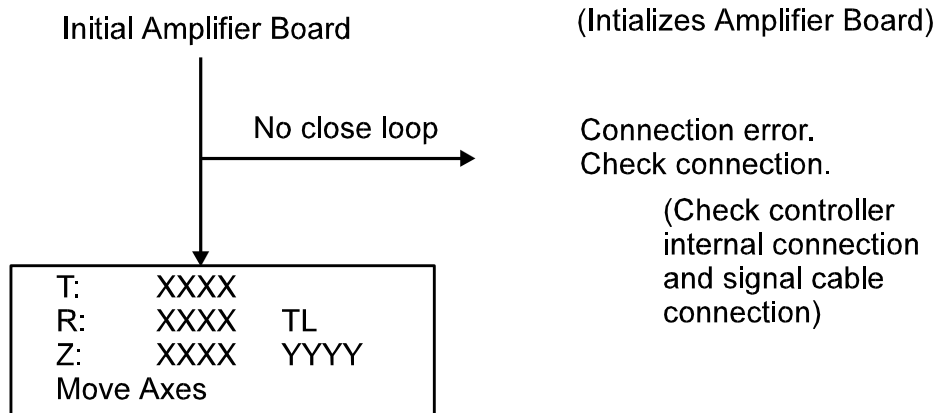 Initial Amplifier Board
(Intializes Amplifier Board)
No close loop
Connection error.
Check connection.
(Check controller
internal connection
and signal cable
connection)
T: XXXX
R: XXXX TL
Z: XXXX YYYY
Move Axes